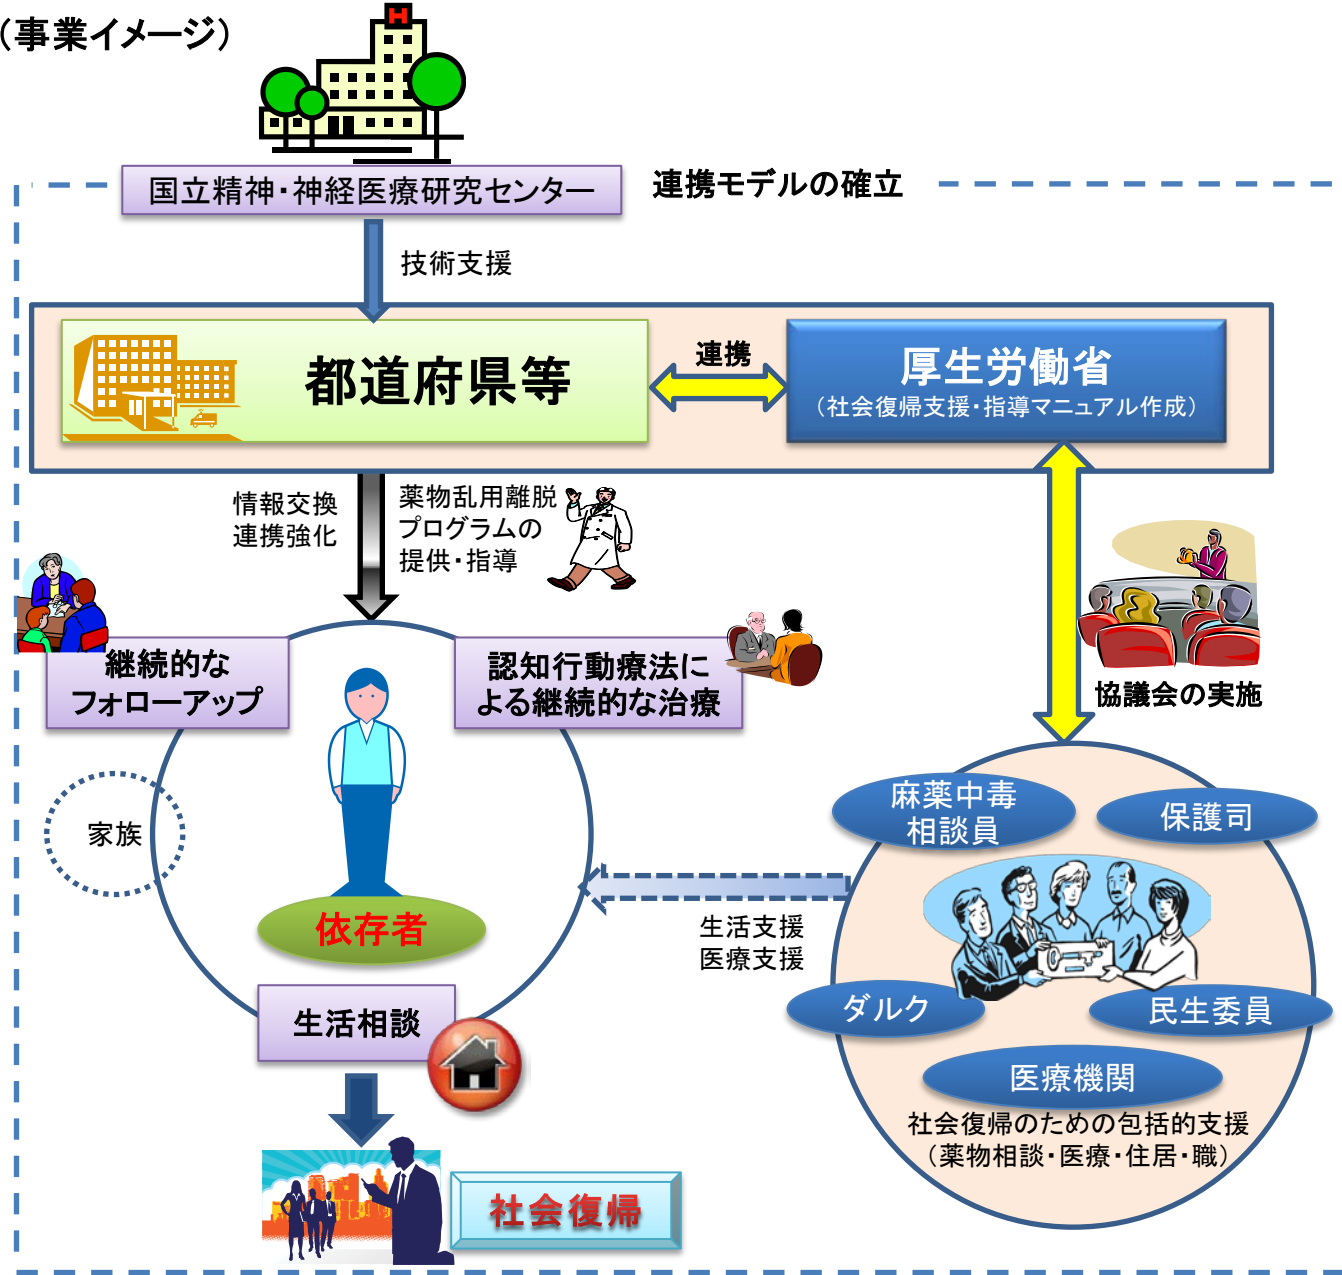 （事業イメージ）
H
国立精神・神経医療研究センター
連携モデルの確立
技術支援
都道府県等
連携
厚生労働省
（社会復帰支援・指導マニュアル作成）
情報交換
連携強化
薬物乱用離脱
プログラムの
提供・指導
継続的な
フォローアップ
認知行動療法に
よる継続的な治療
協議会の実施
家族
依存者
生活相談
社会復帰
生活支援
医療支援
麻薬中毒
相談員
保護司
ダルク
民生委員
医療機関
社会復帰のための包括的支援
（薬物相談・医療・住居・職）